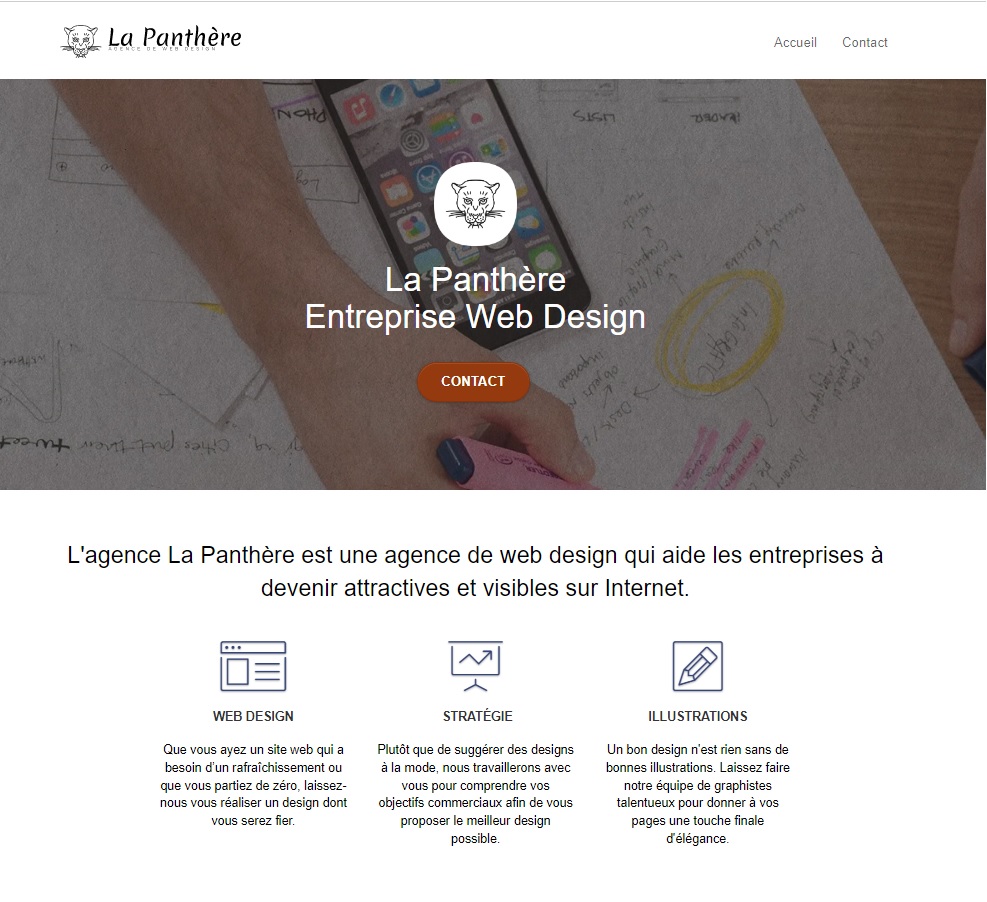 La Panthère
AGENCE DE WEB DESIGN
Accueil
Contact
LISTS
La Panthère
Entreprise Web Design
CONTACT
L'agence La Panthère est une agence de web design qui aide les entreprises à
devenir attractives et visibles sur Internet.
WEB DESIGN
Que vous ayez un site web qui a
besoin d’un rafraîchissement ou
que vous partiez de zéro, laissez-
nous vous réaliser un design dont
vous serez fier.
STRATÉGIE
Plutôt que de suggérer des designs
à la mode, nous travaillerons avec
vous pour comprendre vos
objectifs commerciaux afin de vous
proposer le meilleur design
possible.
ILLUSTRATIONS
Un bon design n'est rien sans de
bonnes illustrations. Laissez faire
notre équipe de graphistes
talentueux pour donner à vos
pages une touche finale
d'élégance.